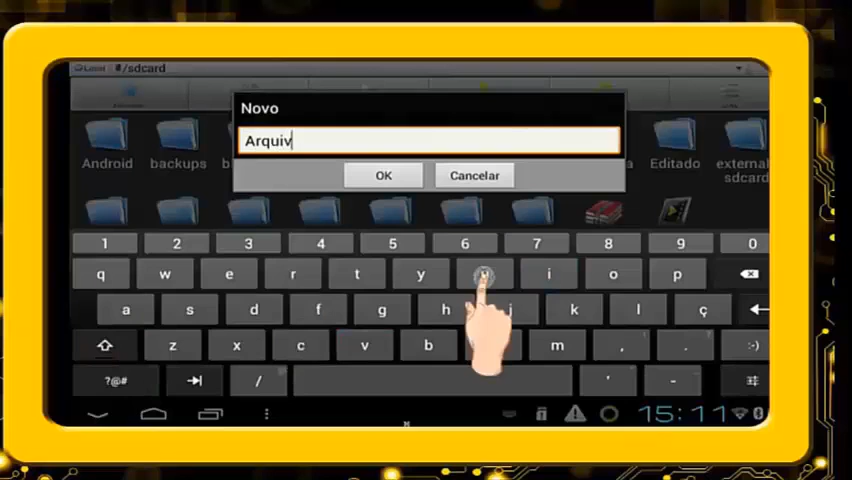 Local /sdcard
Novo
Arquiv
OK Cancelar
Android backups Editado external sdcard
1 2 3 4 5 6 7 8 9 0
q w e r t y u i o p
a s d f g h j k l ç
z x c v b m , . :-)
?@# / ' -
15:11